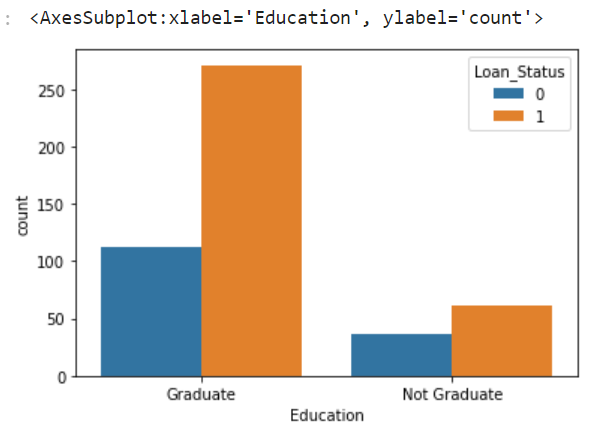 : <AxesSubplot:xlabel='Education', ylabel='count'>
Loan_Status
0
1
250
200
150
100
50
0
count
Graduate
Not Graduate
Education